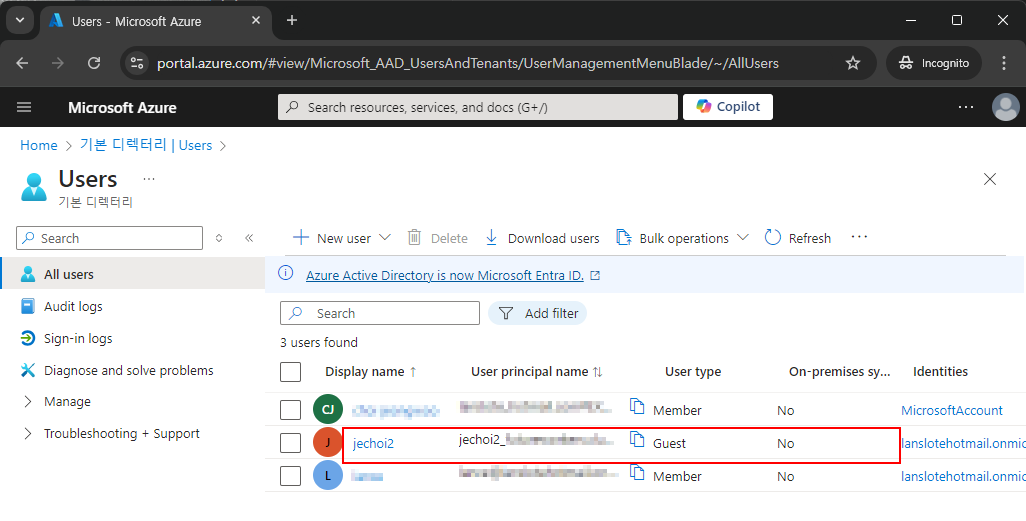 Users - Microsoft Azure
portal.azure.com/#view/Microsoft_AAD_UsersAndTenants/UserManagementMenuBlade/~/AllUsers
Incognito
Microsoft Azure
Search resources, services, and docs (G+/)
Copilot
Home > 기본 디렉터리 | Users >
Users ...
기본 디렉터리
Search
New user
Delete
Download users
Bulk operations
Refresh
...
All users
Audit logs
Sign-in logs
Diagnose and solve problems
Manage
Troubleshooting + Support
Azure Active Directory is now Microsoft Entra ID.
Search
Add filter
3 users found
Display name ↑ User principal name ↑↓ User type On-premises sy... Identities
CJ Member No MicrosoftAccount
J jechoi2 jechoi2_ Guest No lanslotehotmail.onmic
L Member No lanslotehotmail.onmic